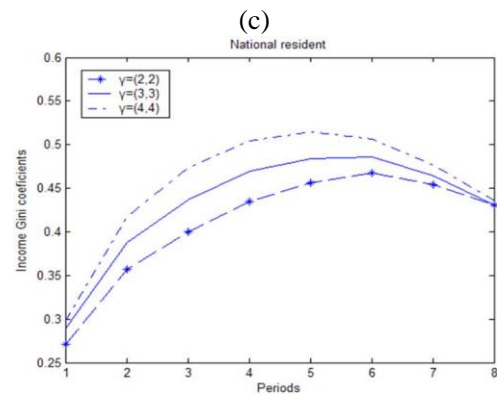 (c)
National resident
0.6
0.55
0.5
0.45
0.4
0.35
0.3
0.25
Income Gini coeficients
γ=(2,2)
γ=(3,3)
γ=(4,4)
1 2 3 4 5 6 7 8
Periods